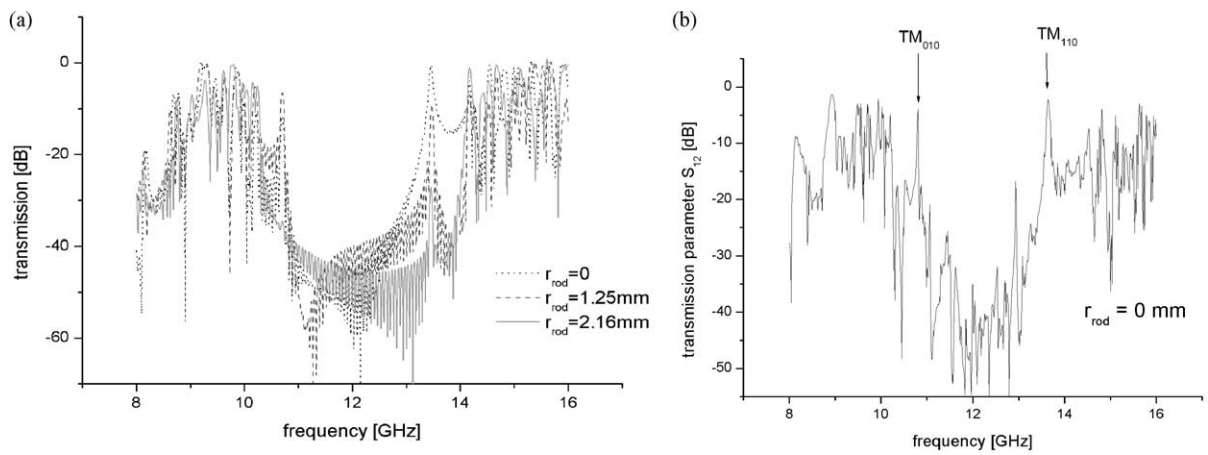 (a)
transmission [dB]
0
-20
-40
-60
8
10
12
14
16
frequency [GHz]
r_rod=0
r_rod=1.25mm
r_rod=2.16mm
(b)
TM_010
TM_110
transmission parameter S_12 [dB]
10
0
-10
-20
-30
-40
-50
8
10
12
14
16
frequency [GHz]
r_rod = 0 mm